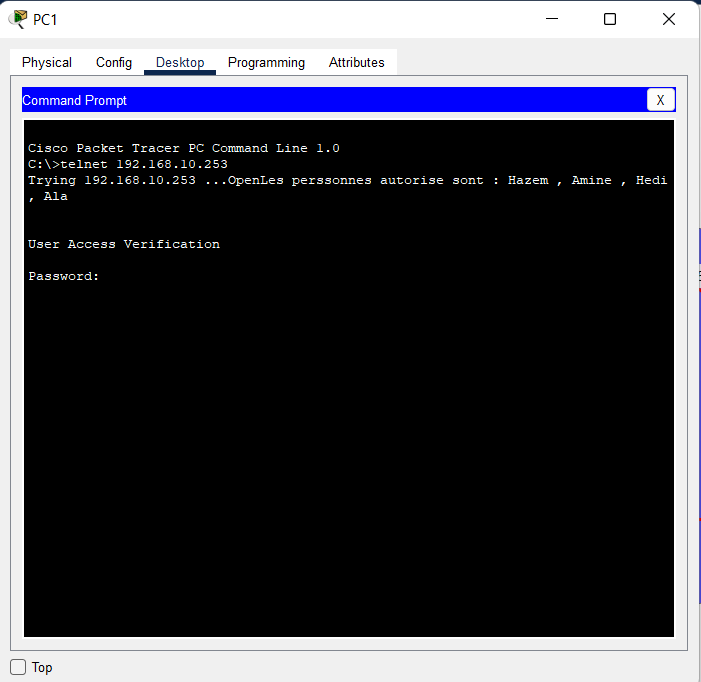 PC1
Physical Config Desktop Programming Attributes
Command Prompt X
Cisco Packet Tracer PC Command Line 1.0
C:\>telnet 192.168.10.253
Trying 192.168.10.253 ...OpenLes perssonnes autorise sont : Hazem , Amine , Hedi
, Ala
User Access Verification
Password:
Top